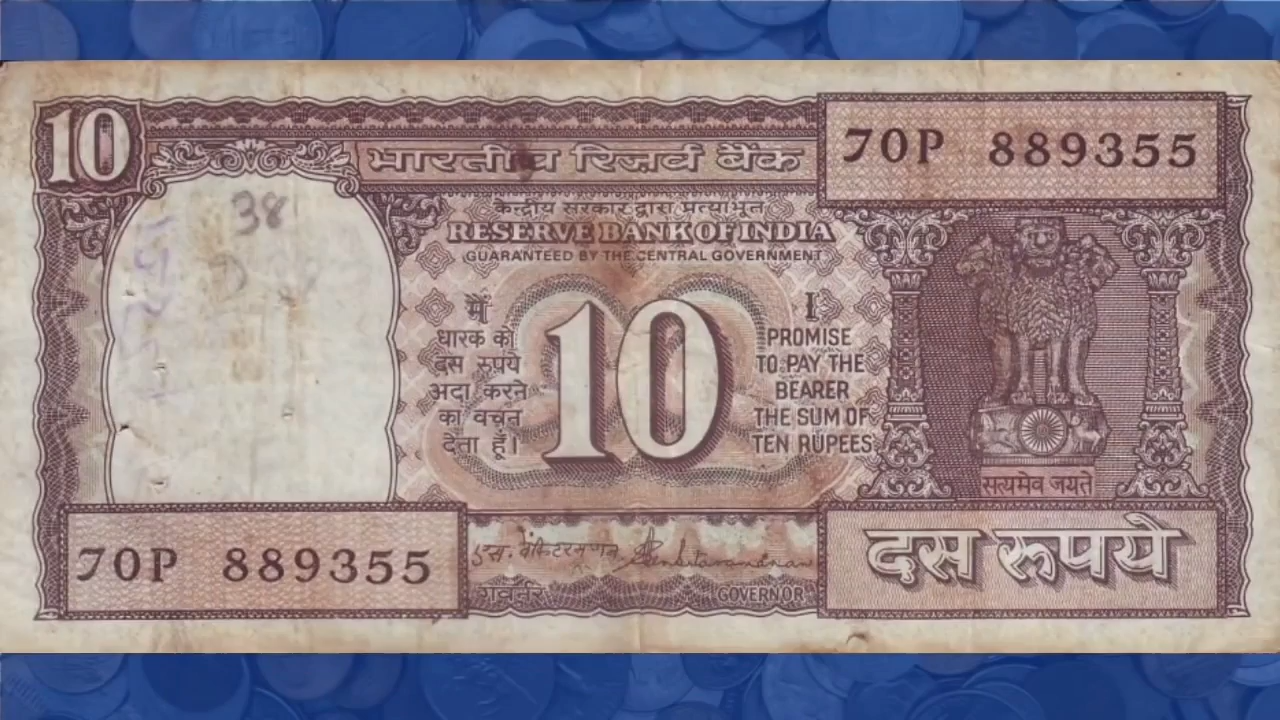 10
भारतीय रिज़र्व बैंक
70P 889355
केन्द्रीय सरकार द्वारा प्रत्याभूत
RESERVE BANK OF INDIA
GUARANTEED BY THE CENTRAL GOVERNMENT
38
मैं
धारक को
दस रुपये
अदा करने
का वचन
देता हूँ।
10
I
PROMISE
TO PAY THE
BEARER
THE SUM OF
TEN RUPEES
सत्यमेव जयते
70P 889355
एस. वेंकिटरमणन
गवर्नर
GOVERNOR
दस रूपये